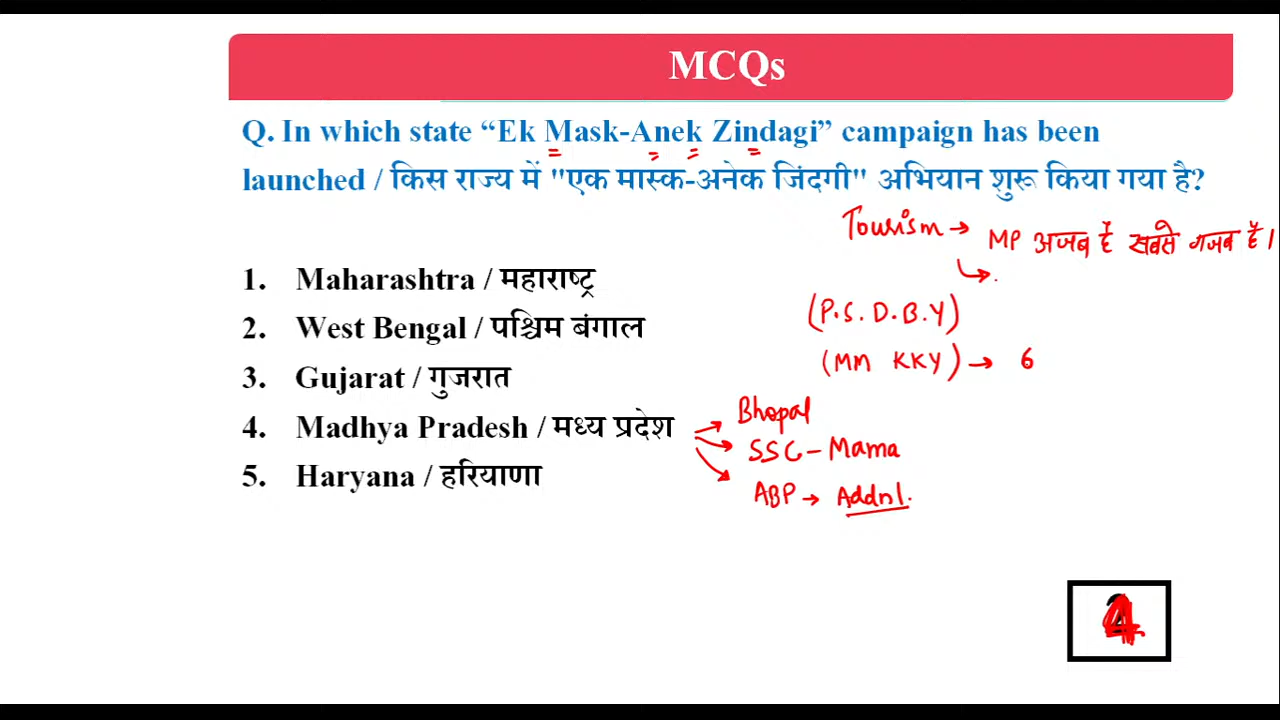 MCQs
Q. In which state “Ek Mask-Anek Zindagi” campaign has been
launched / किस राज्य में "एक मास्क-अनेक जिंदगी" अभियान शुरू किया गया है?
Tourism → MP अजब है सबसे गजब है।
1. Maharashtra / महाराष्ट्र
(P.S.D.B.Y)
2. West Bengal / पश्चिम बंगाल
(MM KKY) → 6
3. Gujarat / गुजरात
Bhopal
4. Madhya Pradesh / मध्य प्रदेश
SSC - Mama
5. Haryana / हरियाणा
ABP → Addnl.
4